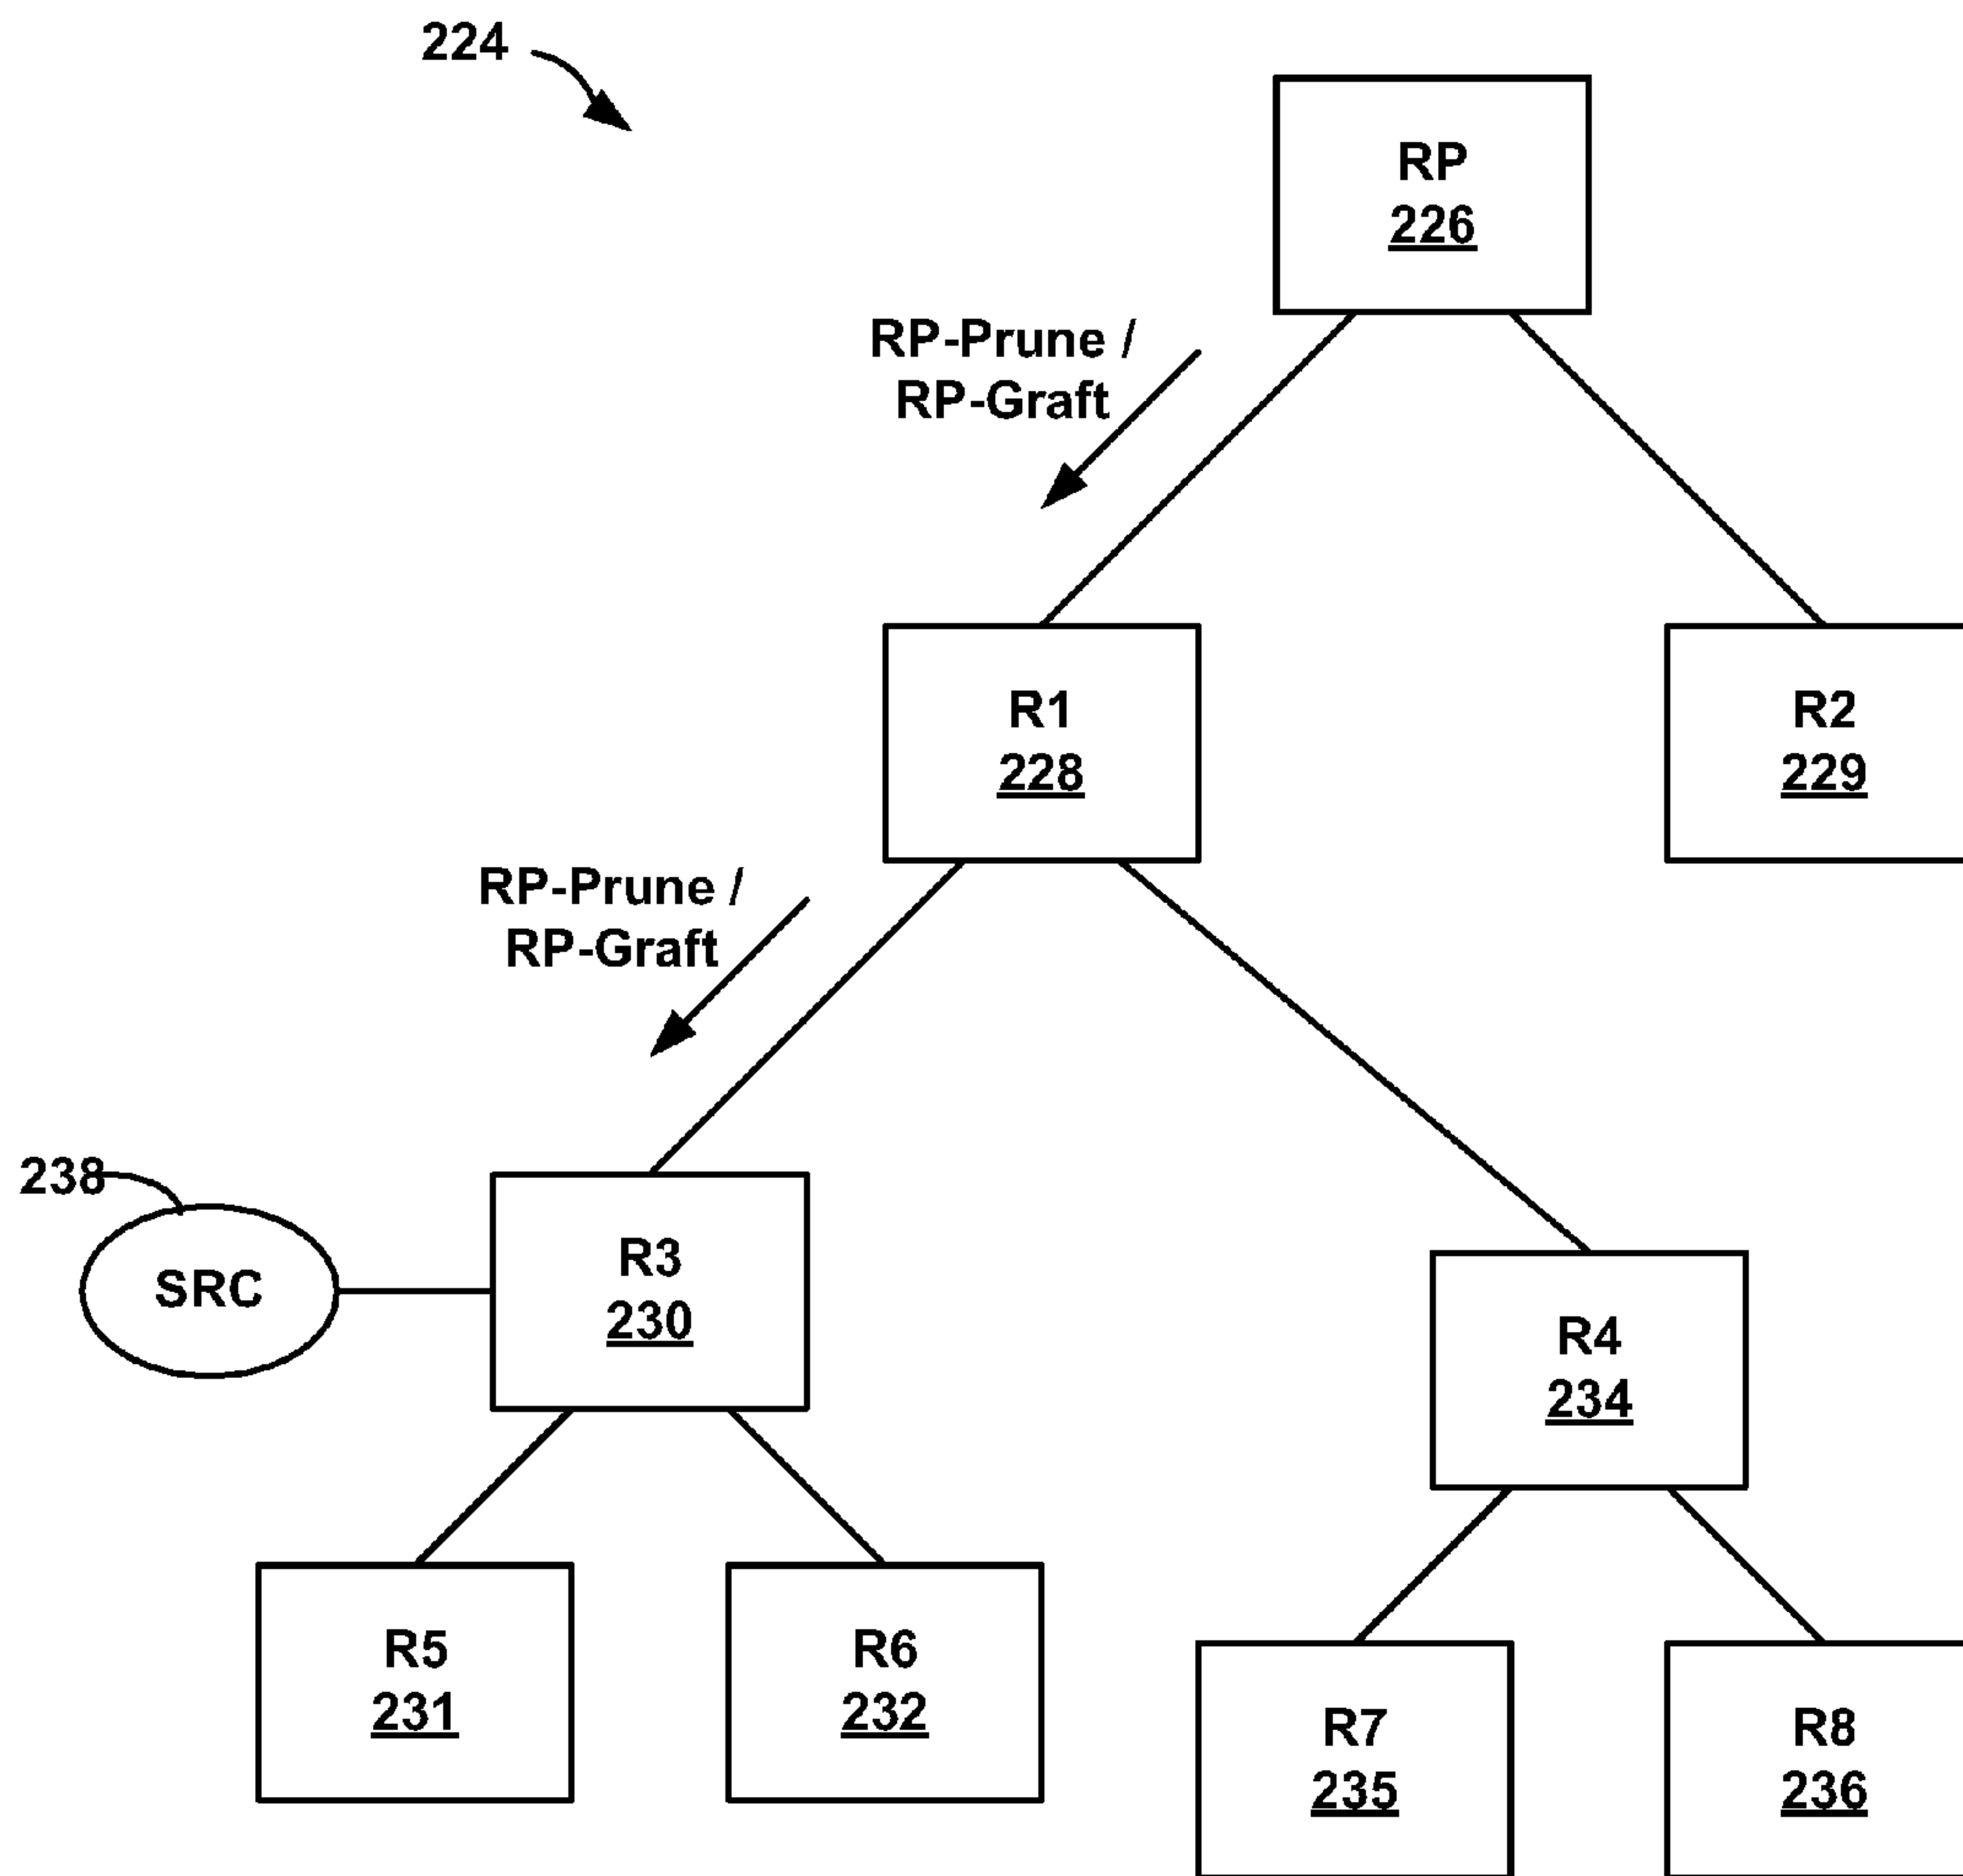 224
RP
226
RP-Prune /
RP-Graft
R1
228
R2
229
RP-Prune /
RP-Graft
238
SRC
R3
230
R4
234
R5
231
R6
232
R7
235
R8
236